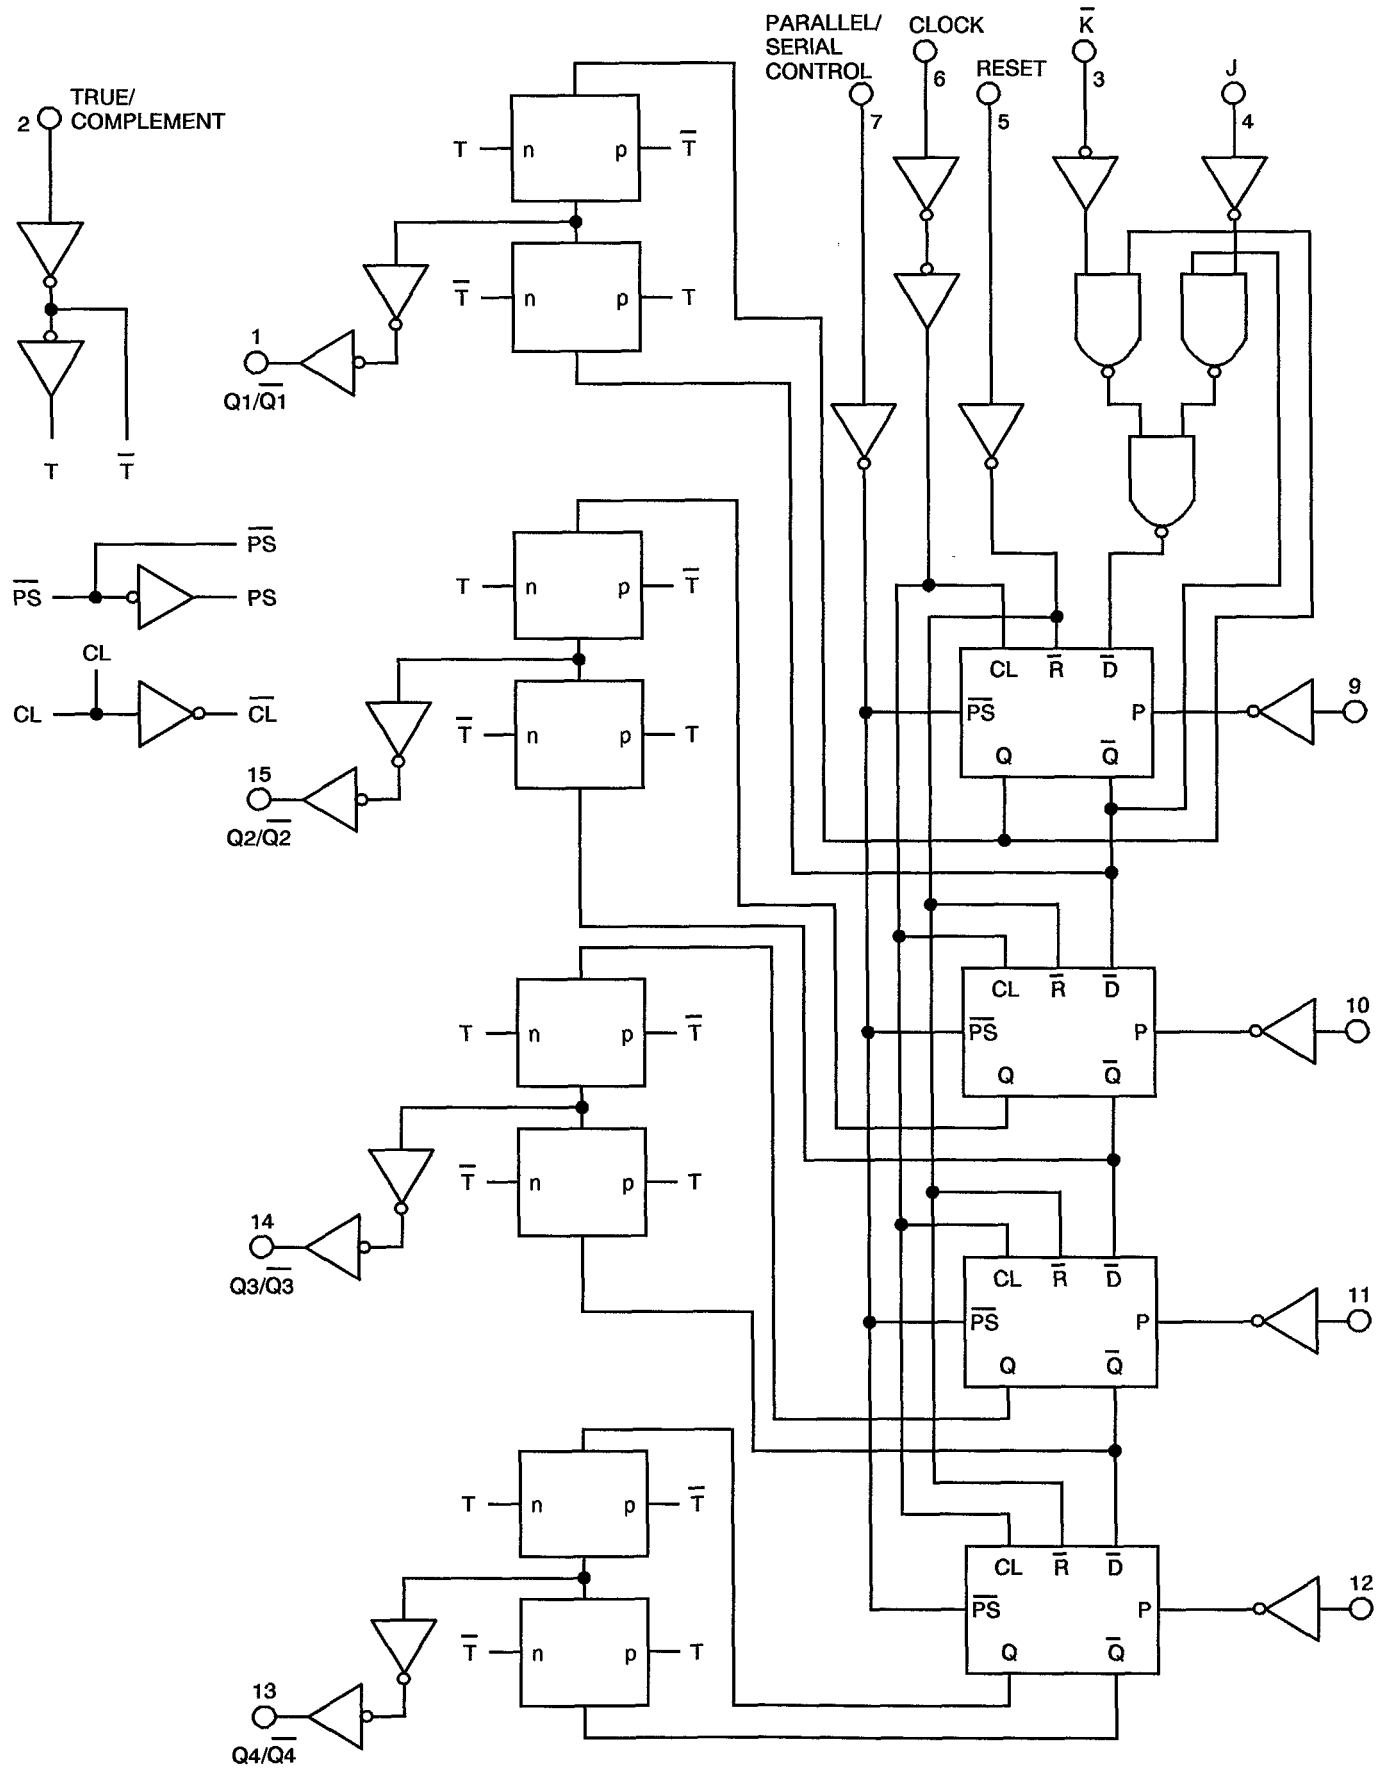 PARALLEL/
SERIAL
CONTROL
7
CLOCK
6
RESET
5
K̅
3
J
4
2
TRUE/
COMPLEMENT
T
T̅
P̅S̅
P̅S̅
PS
CL
CL
C̅L̅
T n p T̅
T̅ n p T
1
Q1/Q̅1̅
T n p T̅
T̅ n p T
15
Q2/Q̅2̅
T n p T̅
T̅ n p T
14
Q3/Q̅3̅
T n p T̅
T̅ n p T
13
Q4/Q̅4̅
CL R̅ D̅
P̅S̅ P
Q Q̅
9
CL R̅ D̅
P̅S̅ P
Q Q̅
10
CL R̅ D̅
P̅S̅ P
Q Q̅
11
CL R̅ D̅
P̅S̅ P
Q Q̅
12